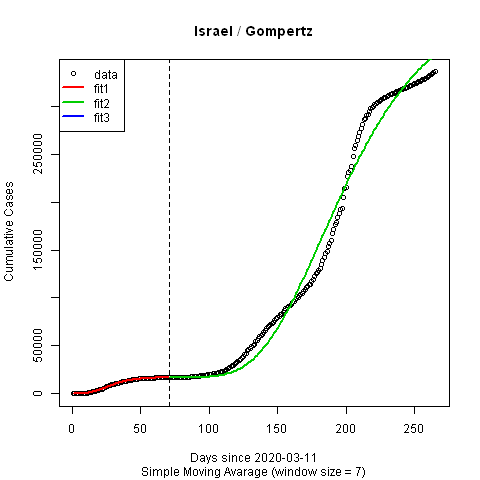 Israel / Gompertz
data
fit1
fit2
fit3
Cumulative Cases
0
50000
150000
250000
0
50
100
150
200
250
Days since 2020-03-11
Simple Moving Avarage (window size = 7)